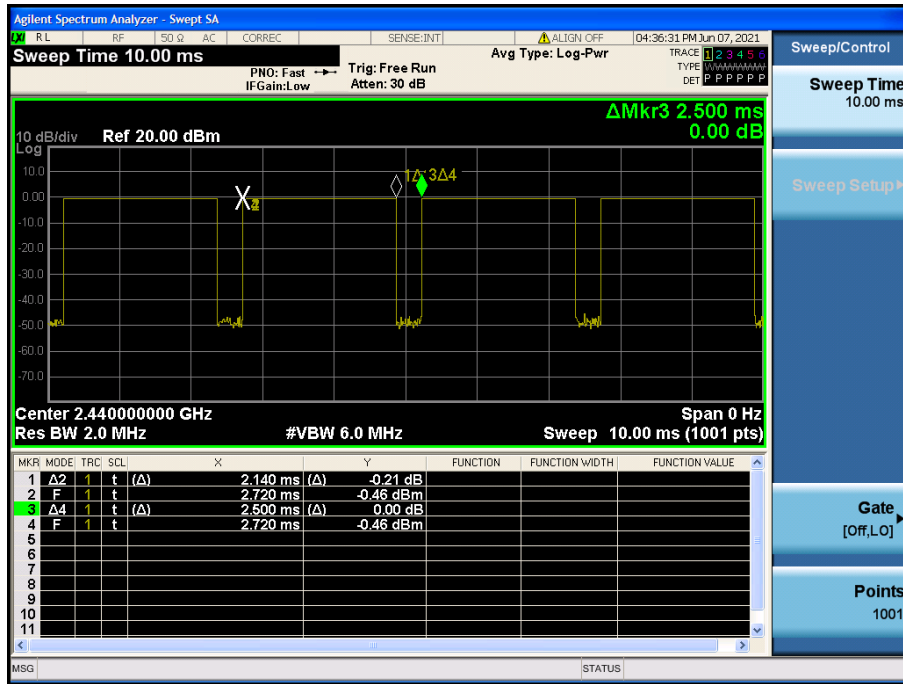 Agilent Spectrum Analyzer - Swept SA
LXI RL RF 50 Ω AC CORREC SENSE:INT ALIGN OFF 04:36:31 PM Jun 07, 2021
Sweep Time 10.00 ms
PNO: Fast
IFGain:Low
Trig: Free Run
Atten: 30 dB
Avg Type: Log-Pwr
TRACE 1 2 3 4 5 6
TYPE
DET P P P P P P
ΔMkr3 2.500 ms
0.00 dB
10 dB/div Ref 20.00 dBm
Log
10.0
0.00
-10.0
-20.0
-30.0
-40.0
-50.0
-60.0
-70.0
3Δ4
Center 2.440000000 GHz Span 0 Hz
Res BW 2.0 MHz #VBW 6.0 MHz Sweep 10.00 ms (1001 pts)
MKR MODE TRC SCL X Y FUNCTION FUNCTION WIDTH FUNCTION VALUE
1 Δ2 1 t (Δ) 2.140 ms (Δ) -0.21 dB
2 F 1 t 2.720 ms -0.46 dBm
3 Δ4 1 t (Δ) 2.500 ms (Δ) 0.00 dB
4 F 1 t 2.720 ms -0.46 dBm
5
6
7
8
9
10
11
MSG STATUS
Sweep/Control
Sweep Time
10.00 ms
Sweep Setup
Gate
[Off,LO]
Points
1001